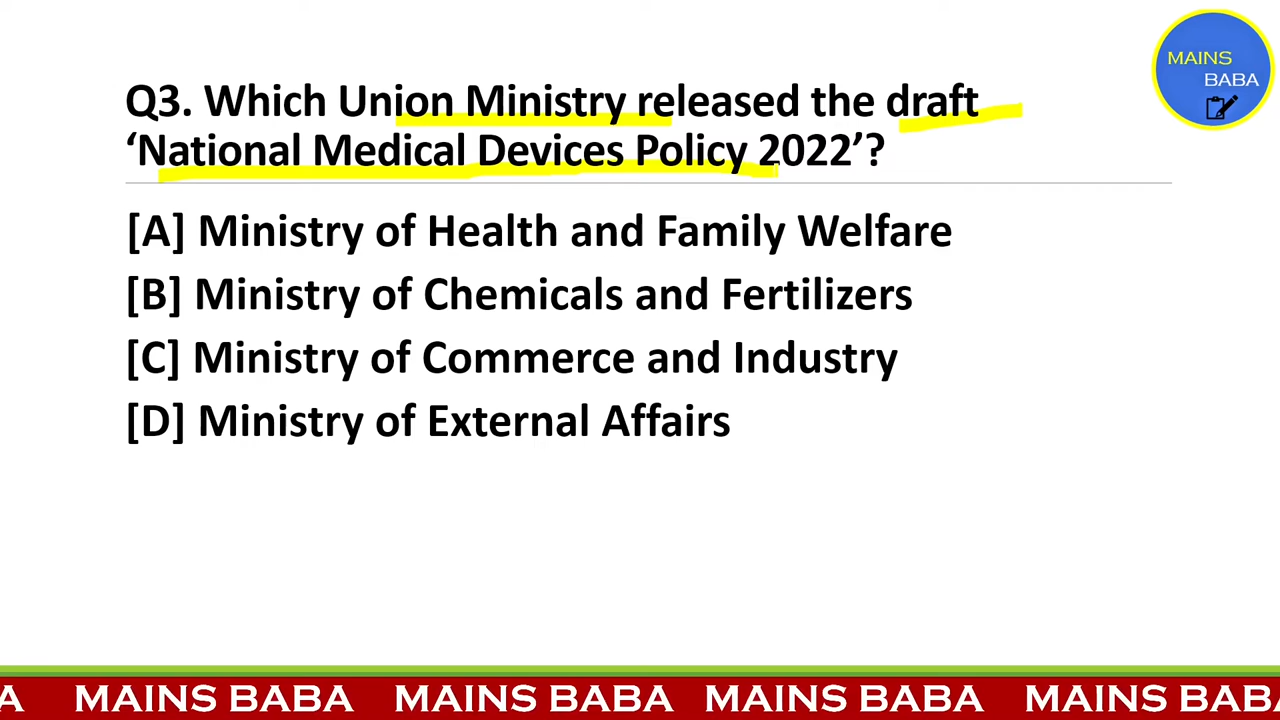 MAINS
BABA
Q3. Which Union Ministry released the draft
‘National Medical Devices Policy 2022’?
[A] Ministry of Health and Family Welfare
[B] Ministry of Chemicals and Fertilizers
[C] Ministry of Commerce and Industry
[D] Ministry of External Affairs
A MAINS BABA MAINS BABA MAINS BABA MAINS BABA